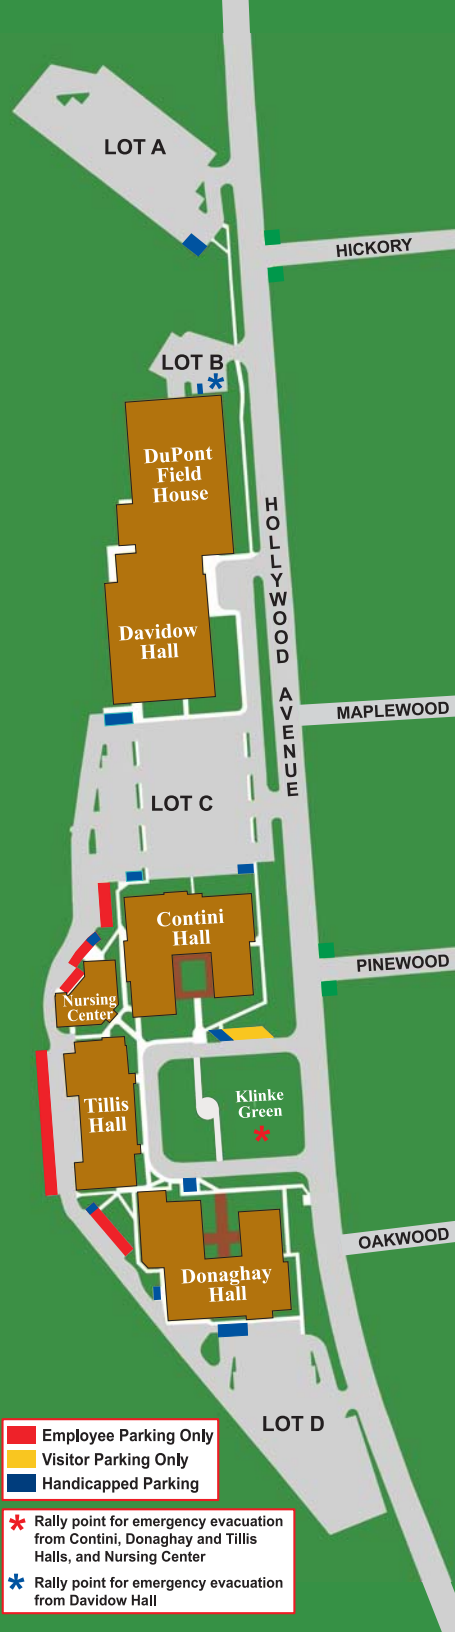 LOT A
HICKORY
LOT B
*
DuPont
Field
House
HOLLYWOOD AVENUE
Davidow
Hall
MAPLEWOOD
LOT C
Contini
Hall
PINEWOOD
Nursing
Center
Klinke
Green
*
Tillis
Hall
OAKWOOD
Donaghay
Hall
LOT D
Employee Parking Only
Visitor Parking Only
Handicapped Parking
* Rally point for emergency evacuation
from Contini, Donaghay and Tillis
Halls, and Nursing Center
* Rally point for emergency evacuation
from Davidow Hall